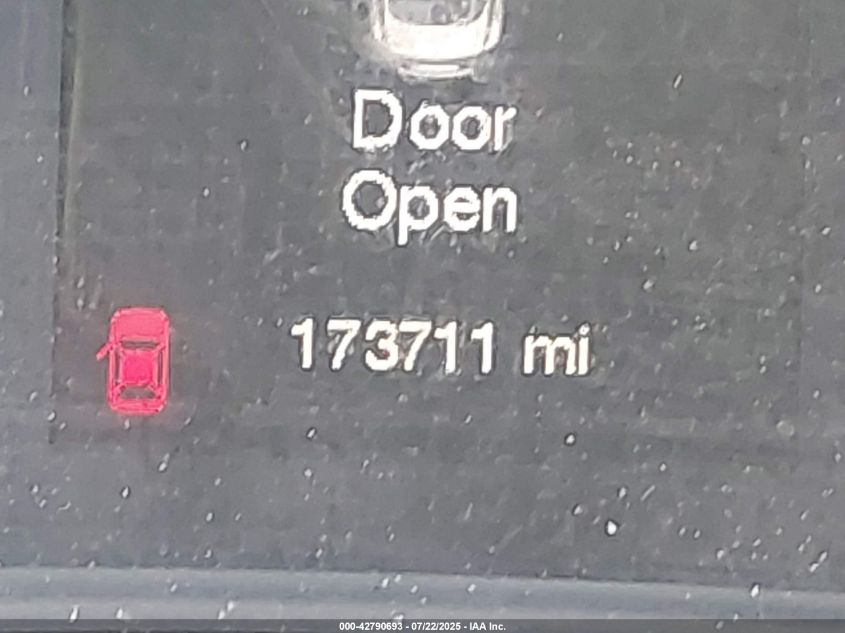 Door
Open
173711 mi
000-42790693 - 07/22/2025 - IAA Inc.